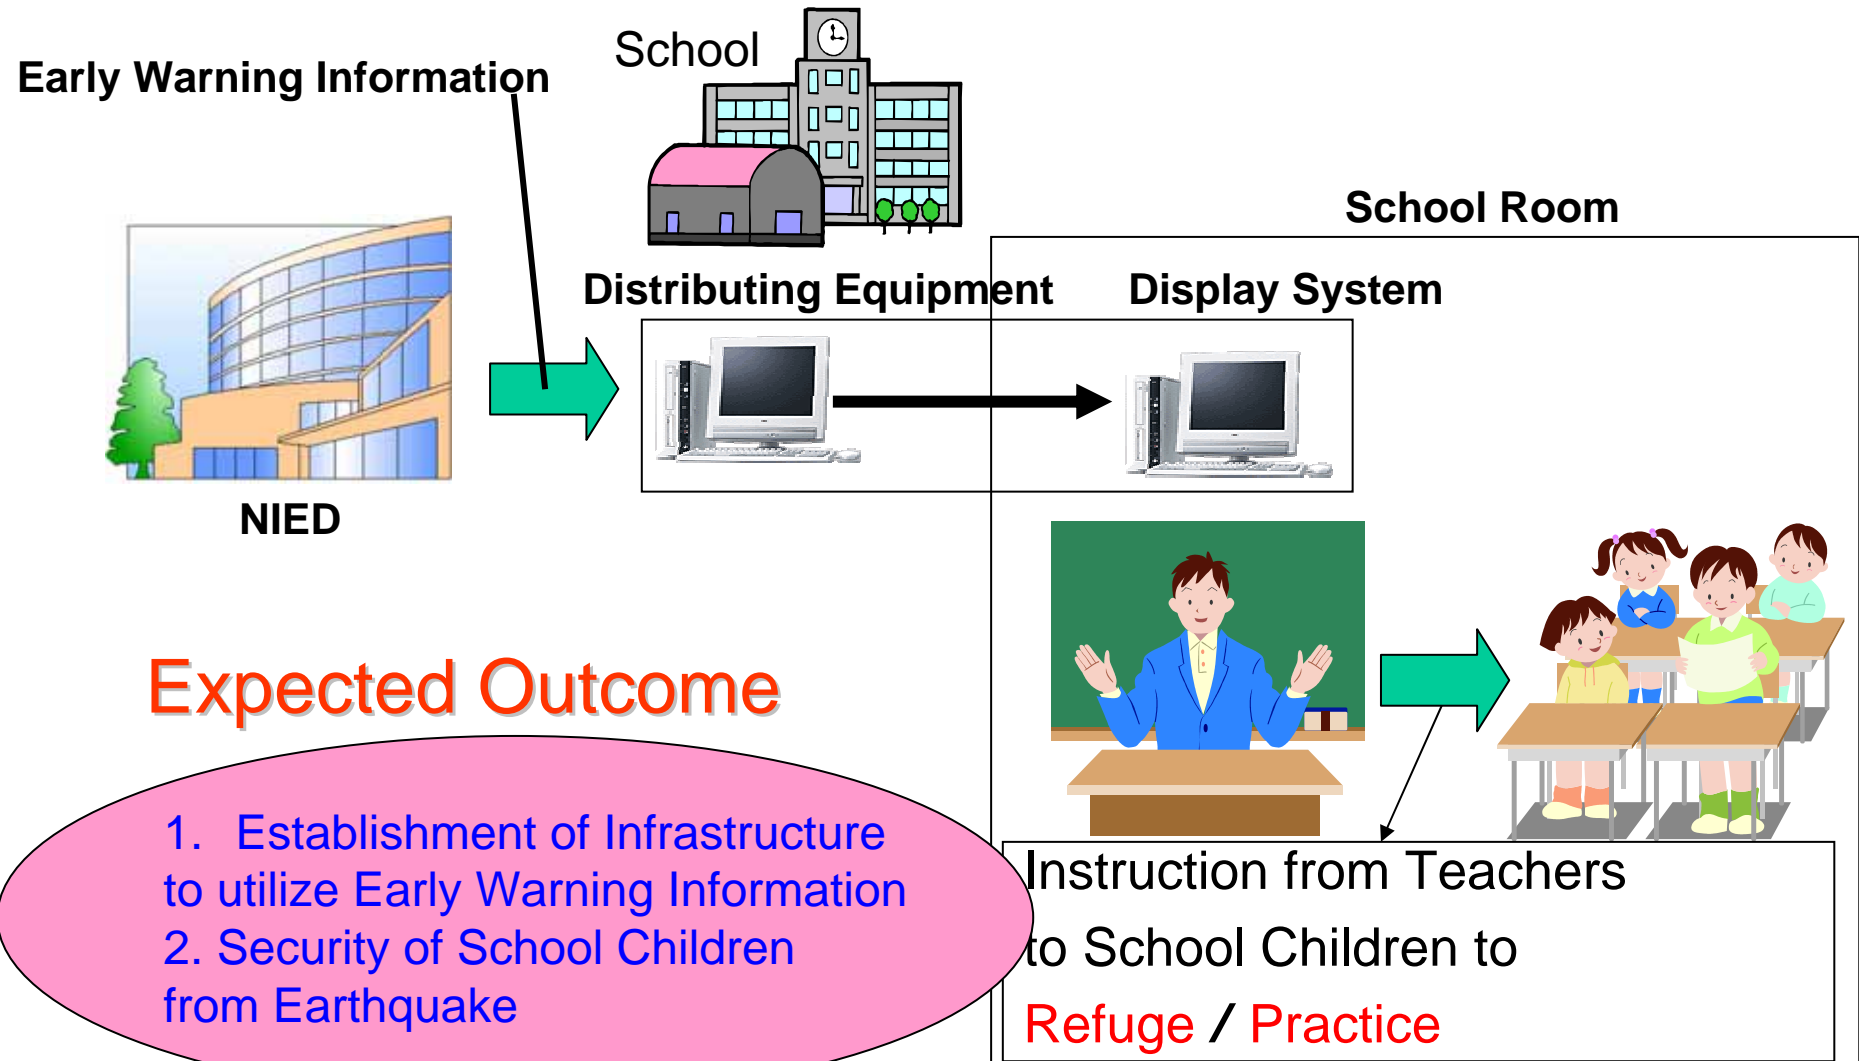 School
Early Warning Information
School Room
Distributing Equipment
Display System
NIED
Expected Outcome
1. Establishment of Infrastructure
to utilize Early Warning Information
2. Security of School Children
from Earthquake
Instruction from Teachers
to School Children to
Refuge / Practice